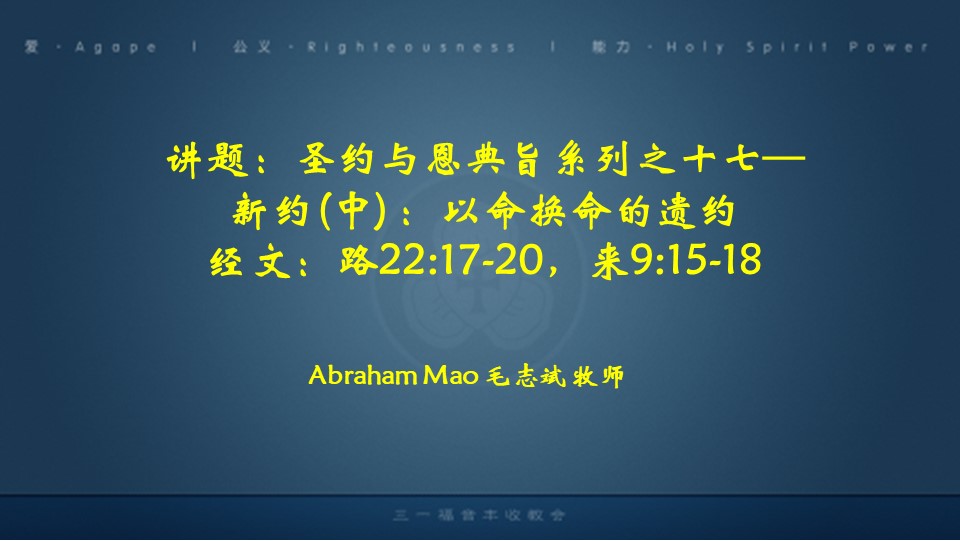 爱·Agape | 公义·Righteousness | 能力·Holy Spirit Power
讲题：圣约与恩典旨系列之十七—
新约(中)：以命换命的遗约
经文：路22:17-20，来9:15-18
Abraham Mao 毛志斌 牧师
三一福音丰收教会